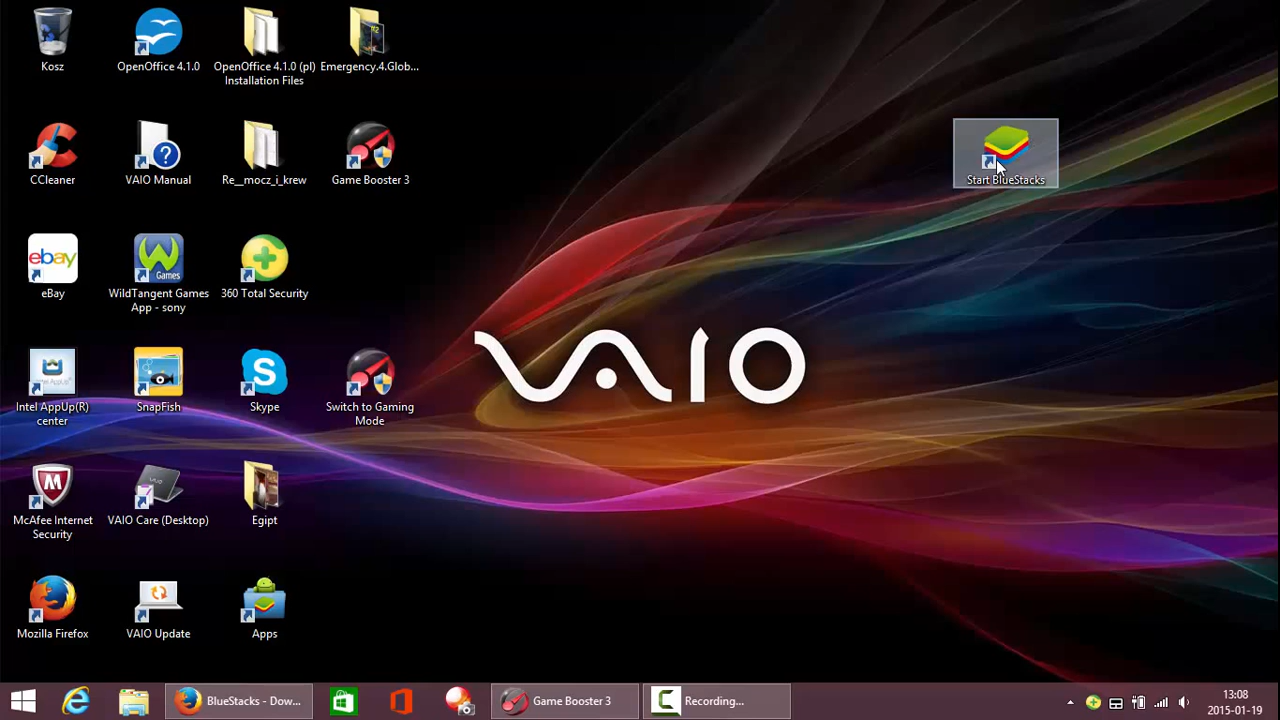 Kosz
OpenOffice 4.1.0
OpenOffice 4.1.0 (pl)
Installation Files
Emergency.4.Glob...
CCleaner
VAIO Manual
Re__mocz_i_krew
Game Booster 3
Start BlueStacks
ebay
eBay
Games
WildTangent Games
App - sony
360 Total Security
VAIO
Intel AppUp(R)
center
SnapFish
Skype
Switch to Gaming
Mode
McAfee Internet
Security
VAIO Care (Desktop)
Egipt
Mozilla Firefox
VAIO Update
Apps
BlueStacks - Dow...
Game Booster 3
Recording...
13:08
2015-01-19